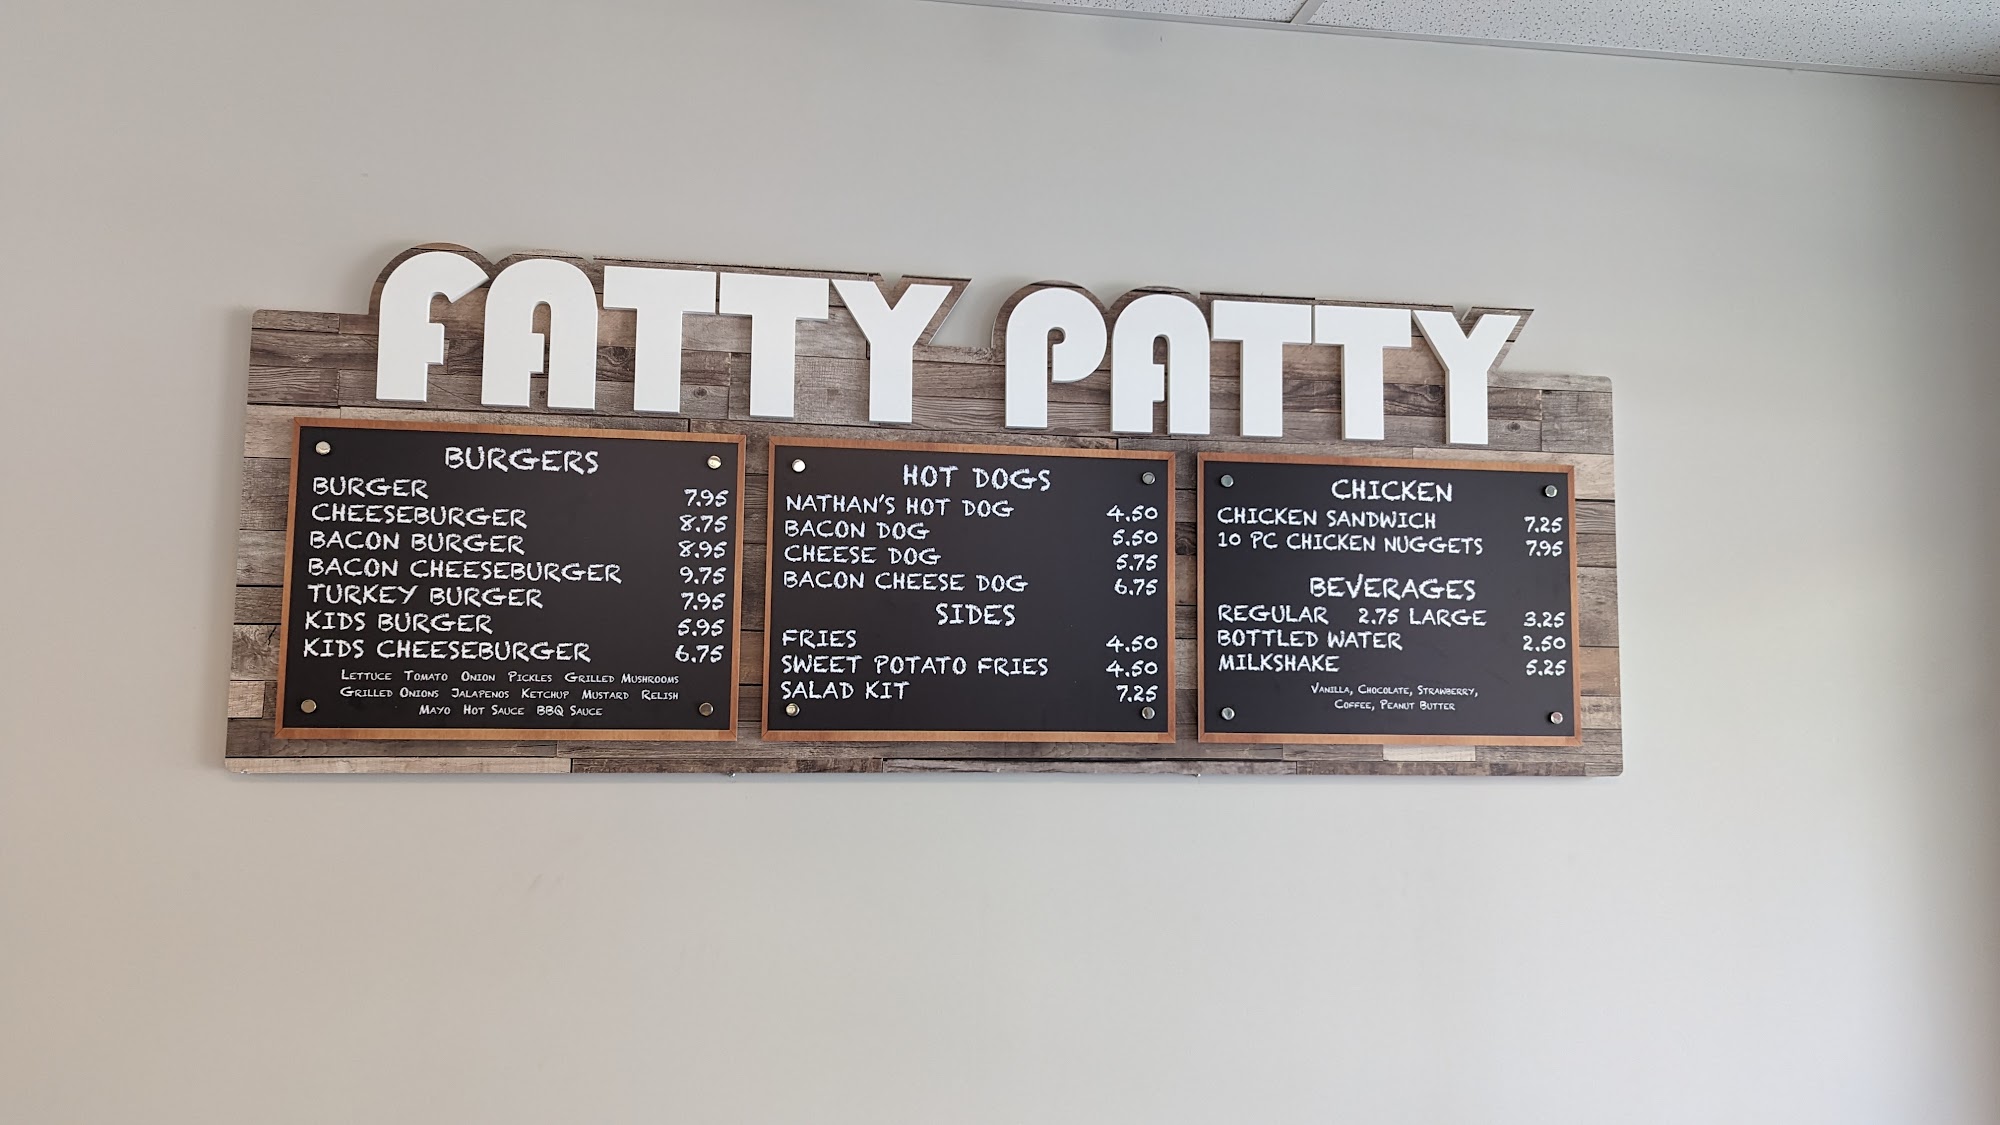 FATTY PATTY
BURGERS
BURGER 7.95
CHEESEBURGER 8.75
BACON BURGER 8.95
BACON CHEESEBURGER 9.75
TURKEY BURGER 7.95
KIDS BURGER 5.95
KIDS CHEESEBURGER 6.75
LETTUCE TOMATO ONION PICKLES GRILLED MUSHROOMS
GRILLED ONIONS JALAPENOS KETCHUP MUSTARD RELISH
MAYO HOT SAUCE BBQ SAUCE
HOT DOGS
NATHAN'S HOT DOG 4.50
BACON DOG 5.50
CHEESE DOG 5.75
BACON CHEESE DOG 6.75
SIDES
FRIES 4.50
SWEET POTATO FRIES 4.50
SALAD KIT 7.25
CHICKEN
CHICKEN SANDWICH 7.25
10 PC CHICKEN NUGGETS 7.95
BEVERAGES
REGULAR 2.75 LARGE 3.25
BOTTLED WATER 2.50
MILKSHAKE 5.25
VANILLA, CHOCOLATE, STRAWBERRY,
COFFEE, PEANUT BUTTER